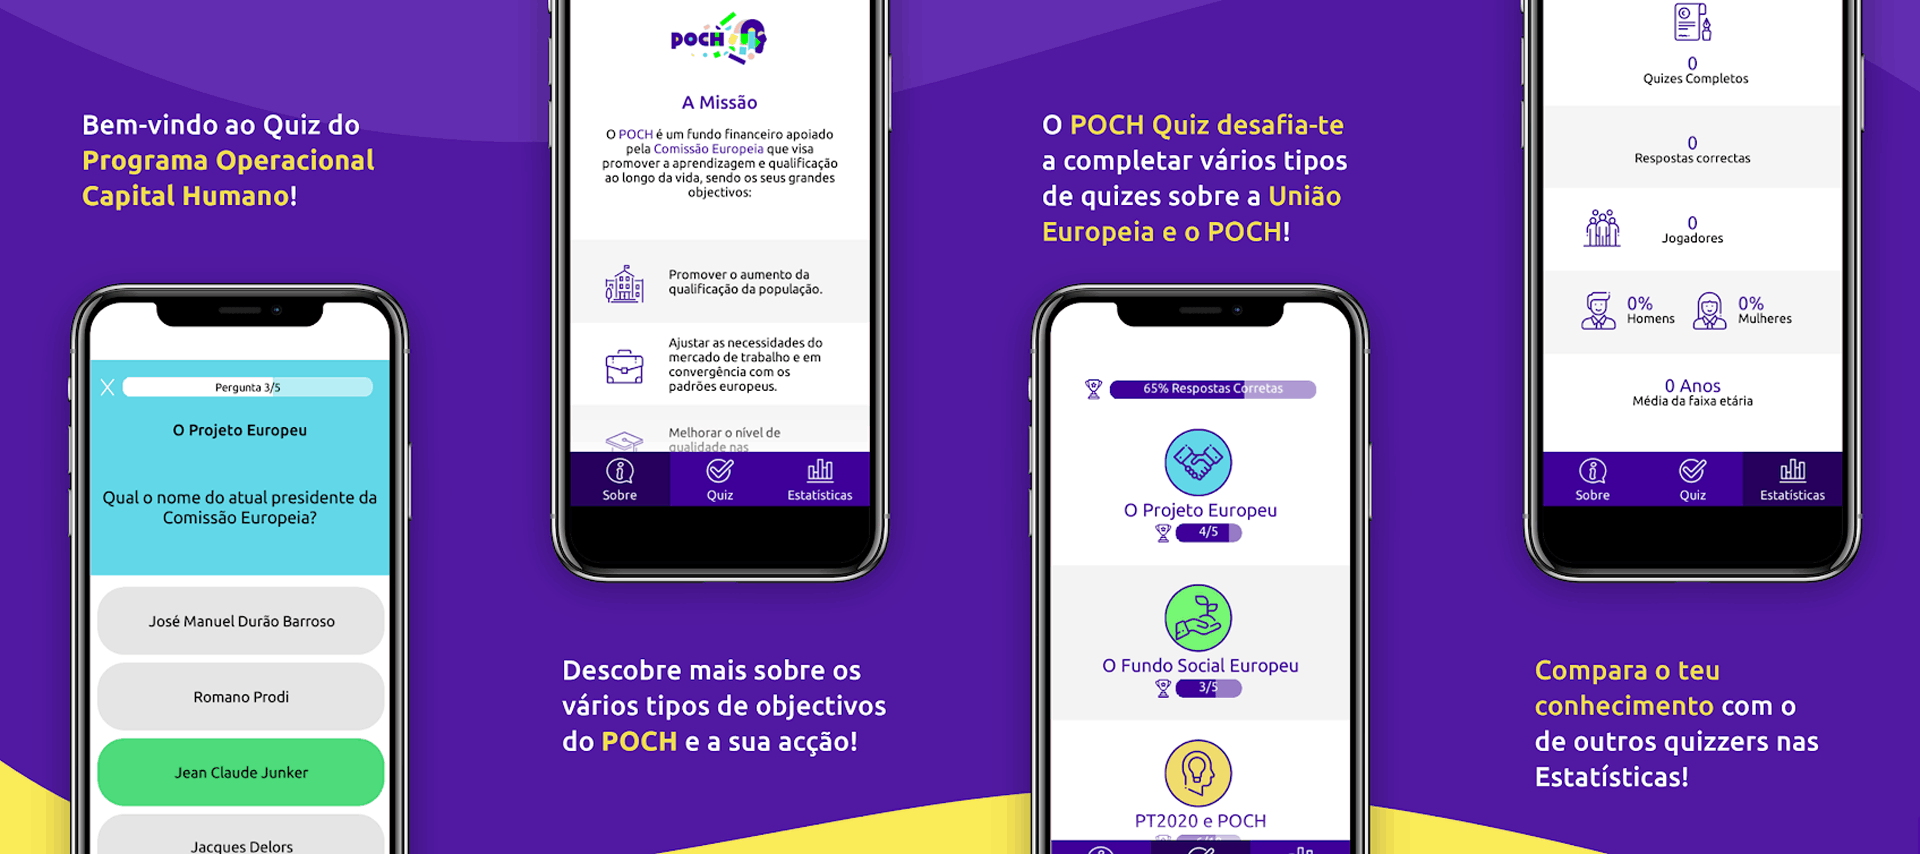 Bem-vindo ao Quiz do
Programa Operacional
Capital Humano!
Pergunta 3/5
O Projeto Europeu
Qual o nome do atual presidente da
Comissão Europeia?
José Manuel Durão Barroso
Romano Prodi
Jean Claude Junker
Jacques Delors
POCH
A Missão
O POCH é um fundo financeiro apoiado
pela Comissão Europeia que visa
promover a aprendizagem e qualificação
ao longo da vida, sendo os seus grandes
objectivos:
Promover o aumento da
qualificação da população.
Ajustar as necessidades do
mercado de trabalho e em
convergência com os
padrões europeus.
Melhorar o nível de
qualidade nas
Sobre
Quiz
Estatísticas
Descobre mais sobre os
vários tipos de objectivos
do POCH e a sua acção!
O POCH Quiz desafia-te
a completar vários tipos
de quizes sobre a União
Europeia e o POCH!
65% Respostas Corretas
O Projeto Europeu
4/5
O Fundo Social Europeu
3/5
PT2020 e POCH
0
Quizes Completos
0
Respostas correctas
0
Jogadores
0%
Homens
0%
Mulheres
0 Anos
Média da faixa etária
Sobre
Quiz
Estatísticas
Compara o teu
conhecimento com o
de outros quizzers nas
Estatísticas!